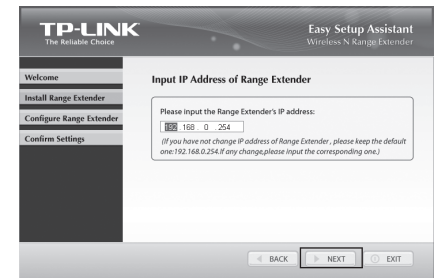 TP-LINK
The Reliable Choice
Easy Setup Assistant
Wireless N Range Extender
Welcome
Install Range Extender
Configure Range Extender
Confirm Settings
Input IP Address of Range Extender
Please input the Range Extender's IP address:
192 .168 . 0 .254
(If you have not change IP address of Range Extender , please keep the default
one:192.168.0.254.If any change,please input the corresponding one.)
BACK
NEXT
EXIT